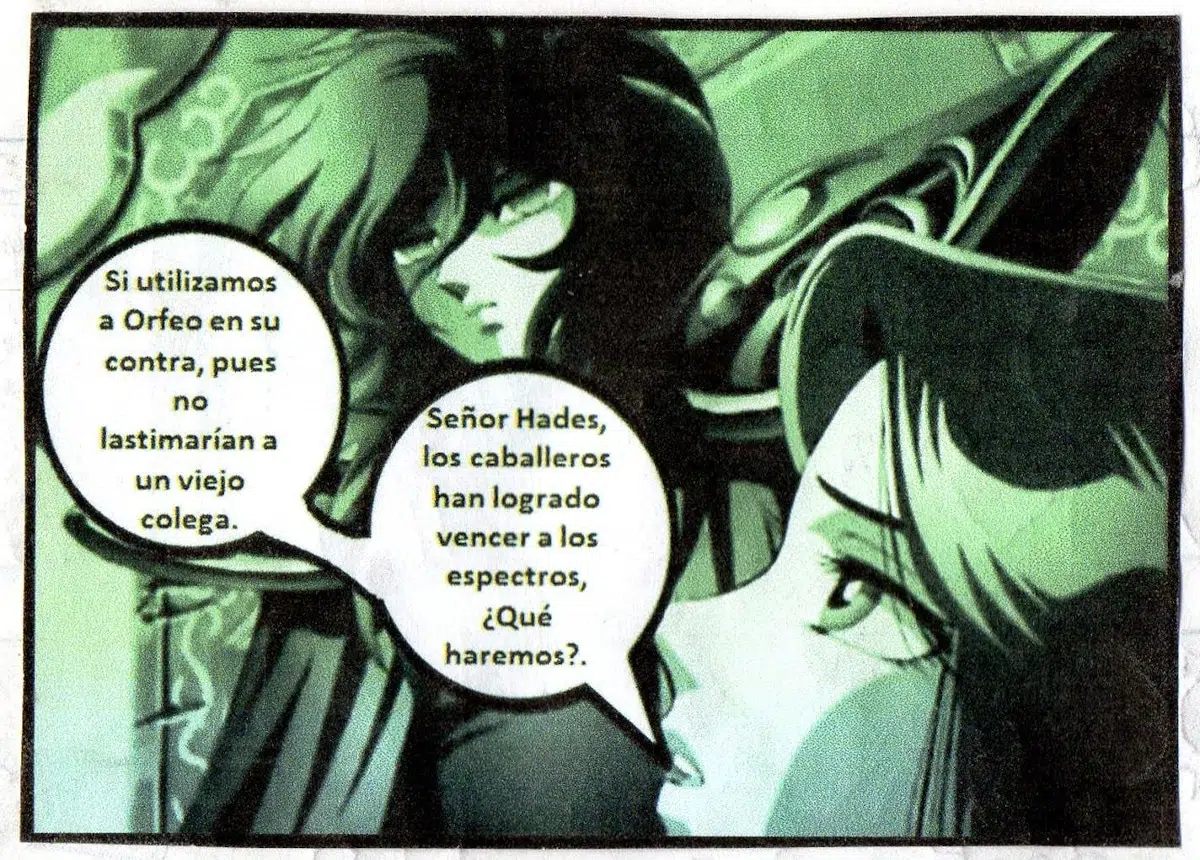 Si utilizamos
a Orfeo en su
contra, pues
no
lastimarían a
un viejo
colega.
Señor Hades,
los caballeros
han logrado
vencer a los
espectros,
¿Qué
haremos?.